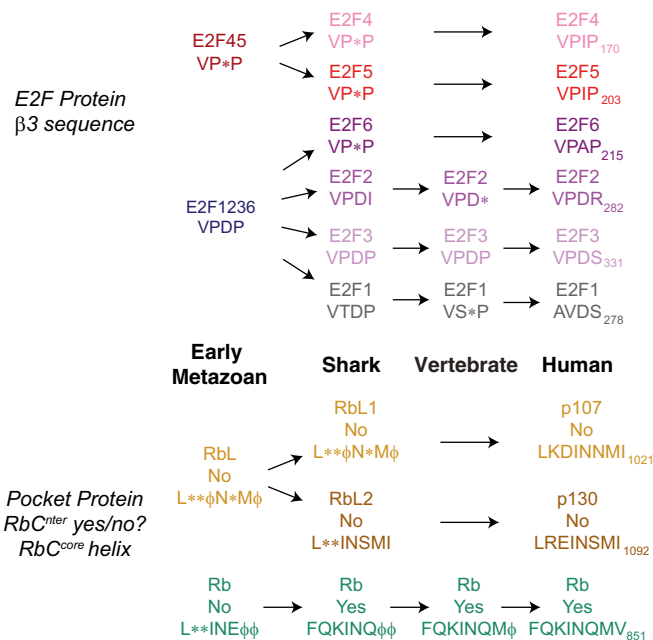 E2F45
VP*P
E2F4
VP*P
E2F4
VPIP170
E2F Protein
β3 sequence
E2F5
VP*P
E2F5
VPIP203
E2F1236
VPDP
E2F6
VP*P
E2F6
VPAP215
E2F2
VPDI
E2F2
VPD*
E2F2
VPDR282
E2F3
VPDP
E2F3
VPDP
E2F3
VPDS331
E2F1
VTDP
E2F1
VS*P
E2F1
AVDS278
Early
Metazoan
Shark
Vertebrate
Human
Pocket Protein
RbCnter yes/no?
RbCcore helix
RbL
No
L**ϕN*Mϕ
RbL1
No
L**ϕN*Mϕ
p107
No
LKDINNMI1021
RbL2
No
L**INSMI
p130
No
LREINSMI1092
Rb
No
L**INEϕϕ
Rb
Yes
FQKINQϕϕ
Rb
Yes
FQKINQMϕ
Rb
Yes
FQKINQMV851